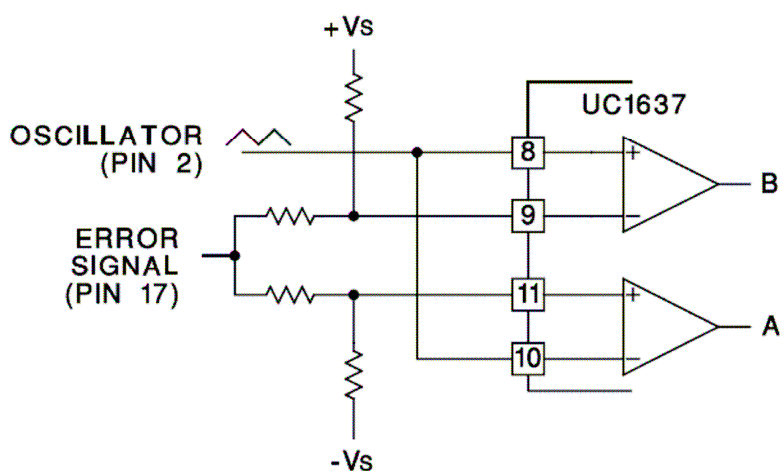 +Vs
UC1637
OSCILLATOR
(PIN 2)
8
+
B
9
−
ERROR
SIGNAL
(PIN 17)
11
+
A
10
−
-Vs